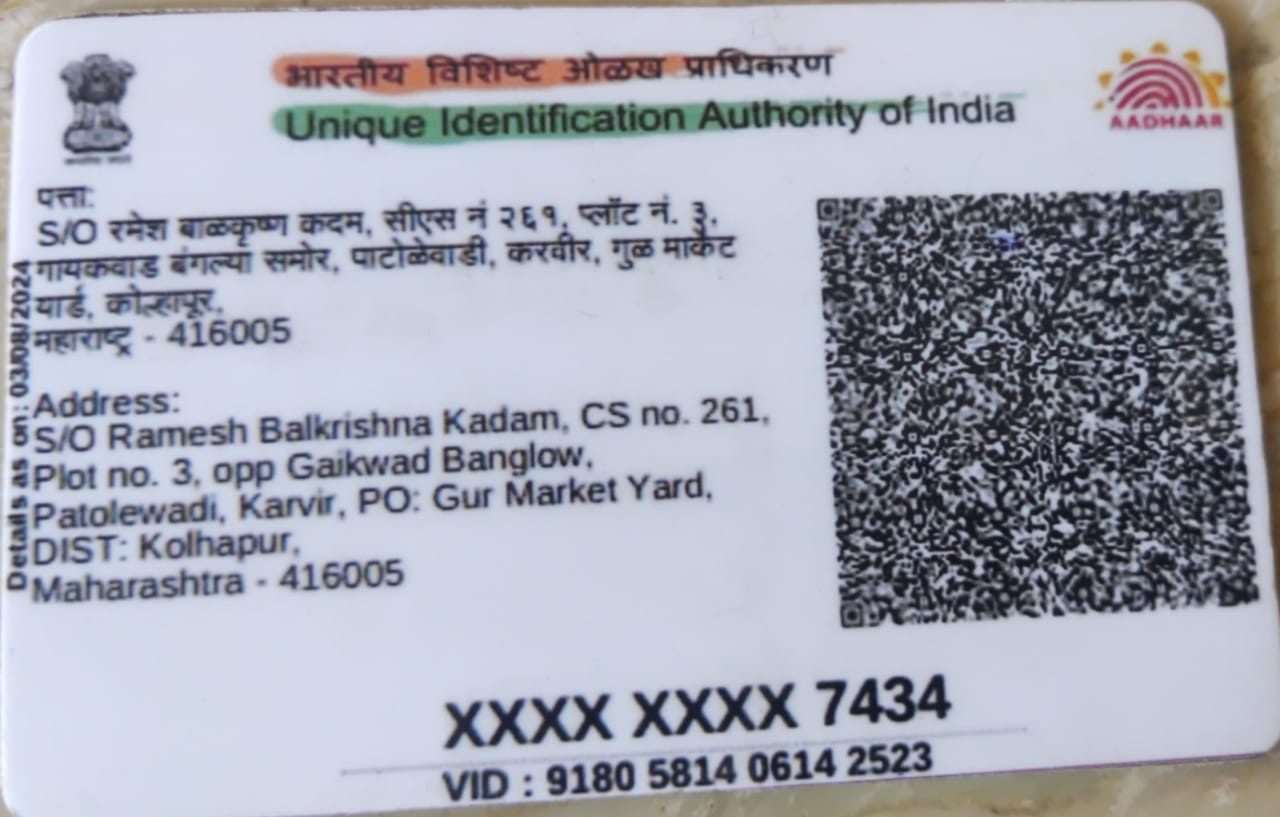 भारतीय विशिष्ट ओळख प्राधिकरण
Unique Identification Authority of India
AADHAAR
पत्ता:
S/O रमेश बाळकृष्ण कदम, सीएस नं २६१, प्लॉट नं. ३,
गायकवाड बंगल्या समोर, पाटोळेवाडी, करवीर, गुळ मार्केट
यार्ड, कोल्हापूर,
महाराष्ट्र - 416005
Address:
S/O Ramesh Balkrishna Kadam, CS no. 261,
Plot no. 3, opp Gaikwad Banglow,
Patolewadi, Karvir, PO: Gur Market Yard,
DIST: Kolhapur,
Maharashtra - 416005
Details as on: 03/08/2024
XXXX XXXX 7434
VID : 9180 5814 0614 2523